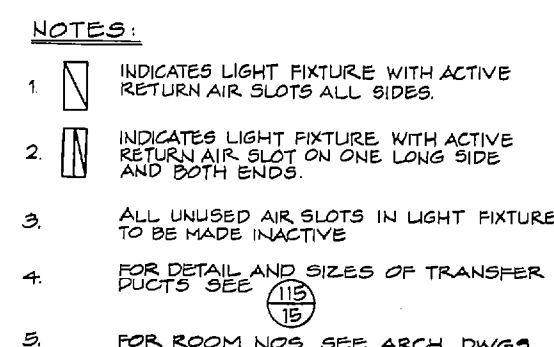 NOTES:
1. INDICATES LIGHT FIXTURE WITH ACTIVE
RETURN AIR SLOTS ALL SIDES.
2. INDICATES LIGHT FIXTURE WITH ACTIVE
RETURN AIR SLOT ON ONE LONG SIDE
AND BOTH ENDS.
3. ALL UNUSED AIR SLOTS IN LIGHT FIXTURE
TO BE MADE INACTIVE
4. FOR DETAIL AND SIZES OF TRANSFER
DUCTS SEE 115
15
5. FOR ROOM NOS. SEE ARCH. DWGS